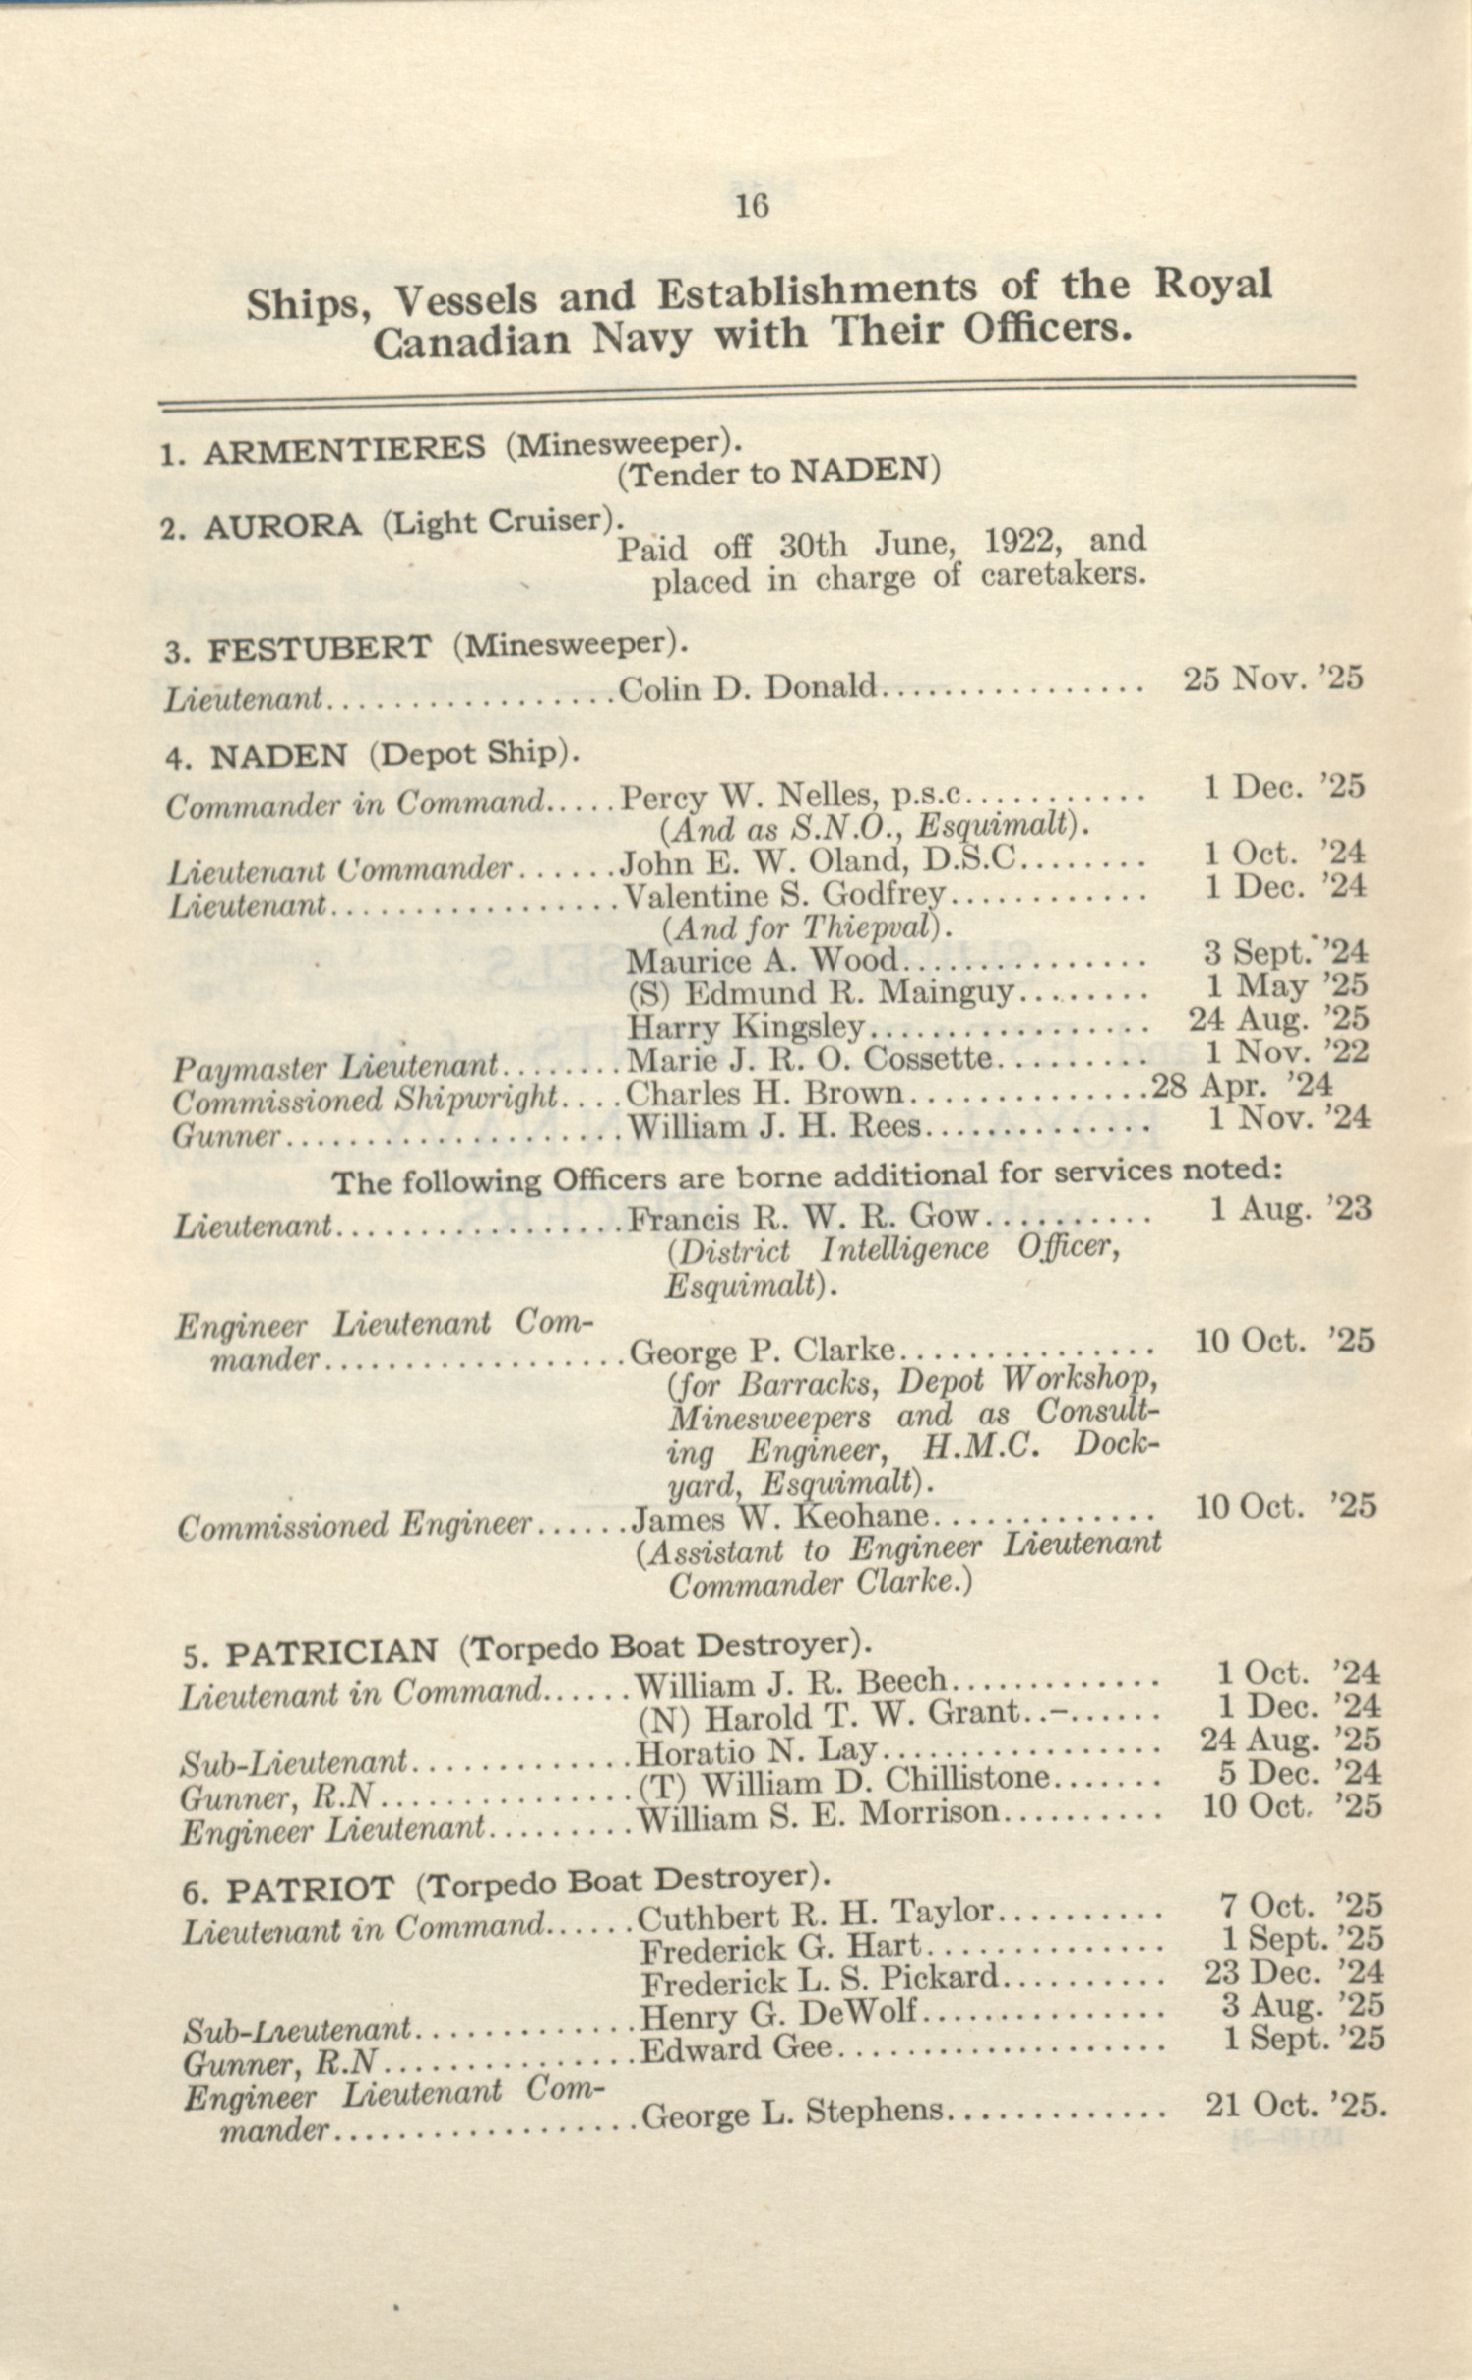 16
Ships, Vessels and Establishments of the Royal
Canadian Navy with Their Officers.
1. ARMENTIERES (Minesweeper).
(Tender to NADEN)
2. AURORA (Light Cruiser).
Paid off 30th June, 1922, and
placed in charge of caretakers.
3. FESTUBERT (Minesweeper).
Lieutenant..................Colin D. Donald................ 25 Nov. '25
4. NADEN (Depot Ship).
Commander in Command.....Percy W. Nelles, p.s.c........... 1 Dec. '25
(And as S.N.O., Esquimalt).
Lieutenant Commander......John E. W. Oland, D.S.C........ 1 Oct. '24
Lieutenant..................Valentine S. Godfrey............ 1 Dec. '24
(And for Thiepval).
Maurice A. Wood............... 3 Sept. '24
(S) Edmund R. Mainguy........ 1 May '25
Harry Kingsley................. 24 Aug. '25
Paymaster Lieutenant........Marie J. R. O. Cossette......... 1 Nov. '22
Commissioned Shipwright....Charles H. Brown...............28 Apr. '24
Gunner.....................William J. H. Rees.............. 1 Nov. '24
The following Officers are borne additional for services noted:
Lieutenant..................Francis R. W. R. Gow.......... 1 Aug. '23
(District Intelligence Officer,
Esquimalt).
Engineer Lieutenant Com-
mander...................George P. Clarke................ 10 Oct. '25
(for Barracks, Depot Workshop,
Minesweepers and as Consult-
ing Engineer, H.M.C. Dock-
yard, Esquimalt).
Commissioned Engineer......James W. Keohane.............. 10 Oct. '25
(Assistant to Engineer Lieutenant
Commander Clarke.)
5. PATRICIAN (Torpedo Boat Destroyer).
Lieutenant in Command......William J. R. Beech............. 1 Oct. '24
(N) Harold T. W. Grant..-...... 1 Dec. '24
Sub-Lieutenant..............Horatio N. Lay................. 24 Aug. '25
Gunner, R.N................(T) William D. Chillistone....... 5 Dec. '24
Engineer Lieutenant.........William S. E. Morrison.......... 10 Oct. '25
6. PATRIOT (Torpedo Boat Destroyer).
Lieutenant in Command......Cuthbert R. H. Taylor.......... 7 Oct. '25
Frederick G. Hart............... 1 Sept. '25
Frederick L. S. Pickard.......... 23 Dec. '24
Sub-Lieutenant..............Henry G. DeWolf............... 3 Aug. '25
Gunner, R.N................Edward Gee.................... 1 Sept. '25
Engineer Lieutenant Com-
mander...................George L. Stephens............. 21 Oct. '25.